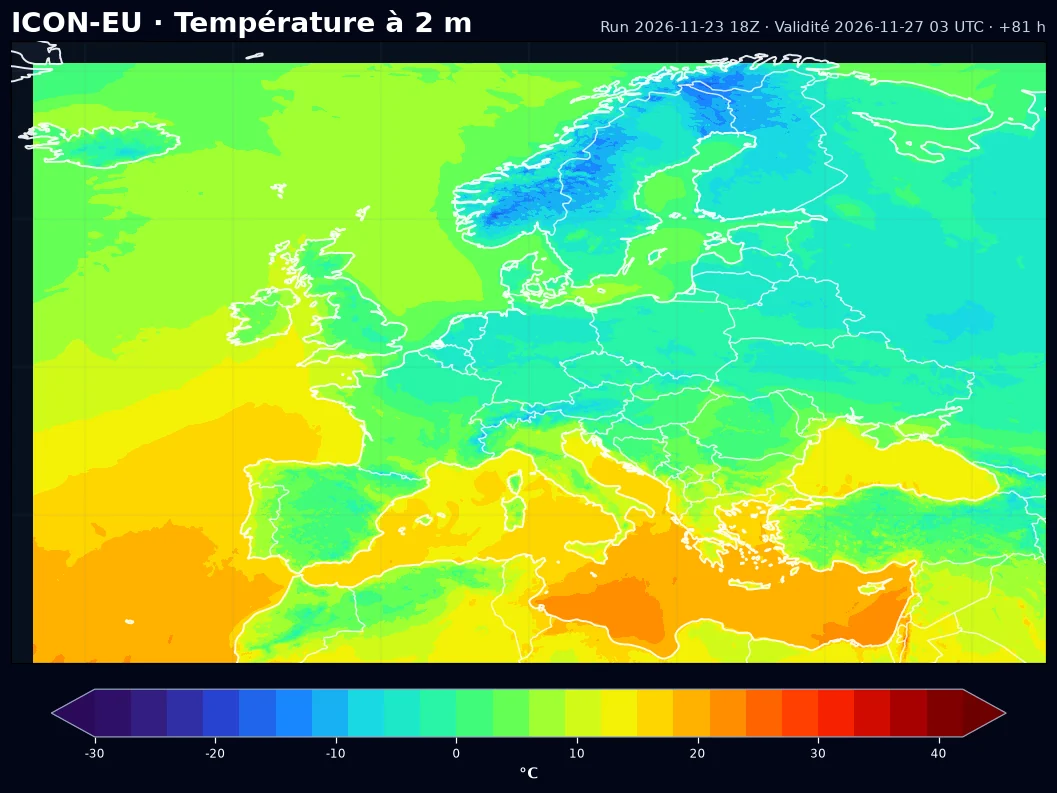 ICON-EU · Température à 2 m
Run 2026-11-23 18Z · Validité 2026-11-27 03 UTC · +81 h
-30 -20 -10 0 10 20 30 40
°C